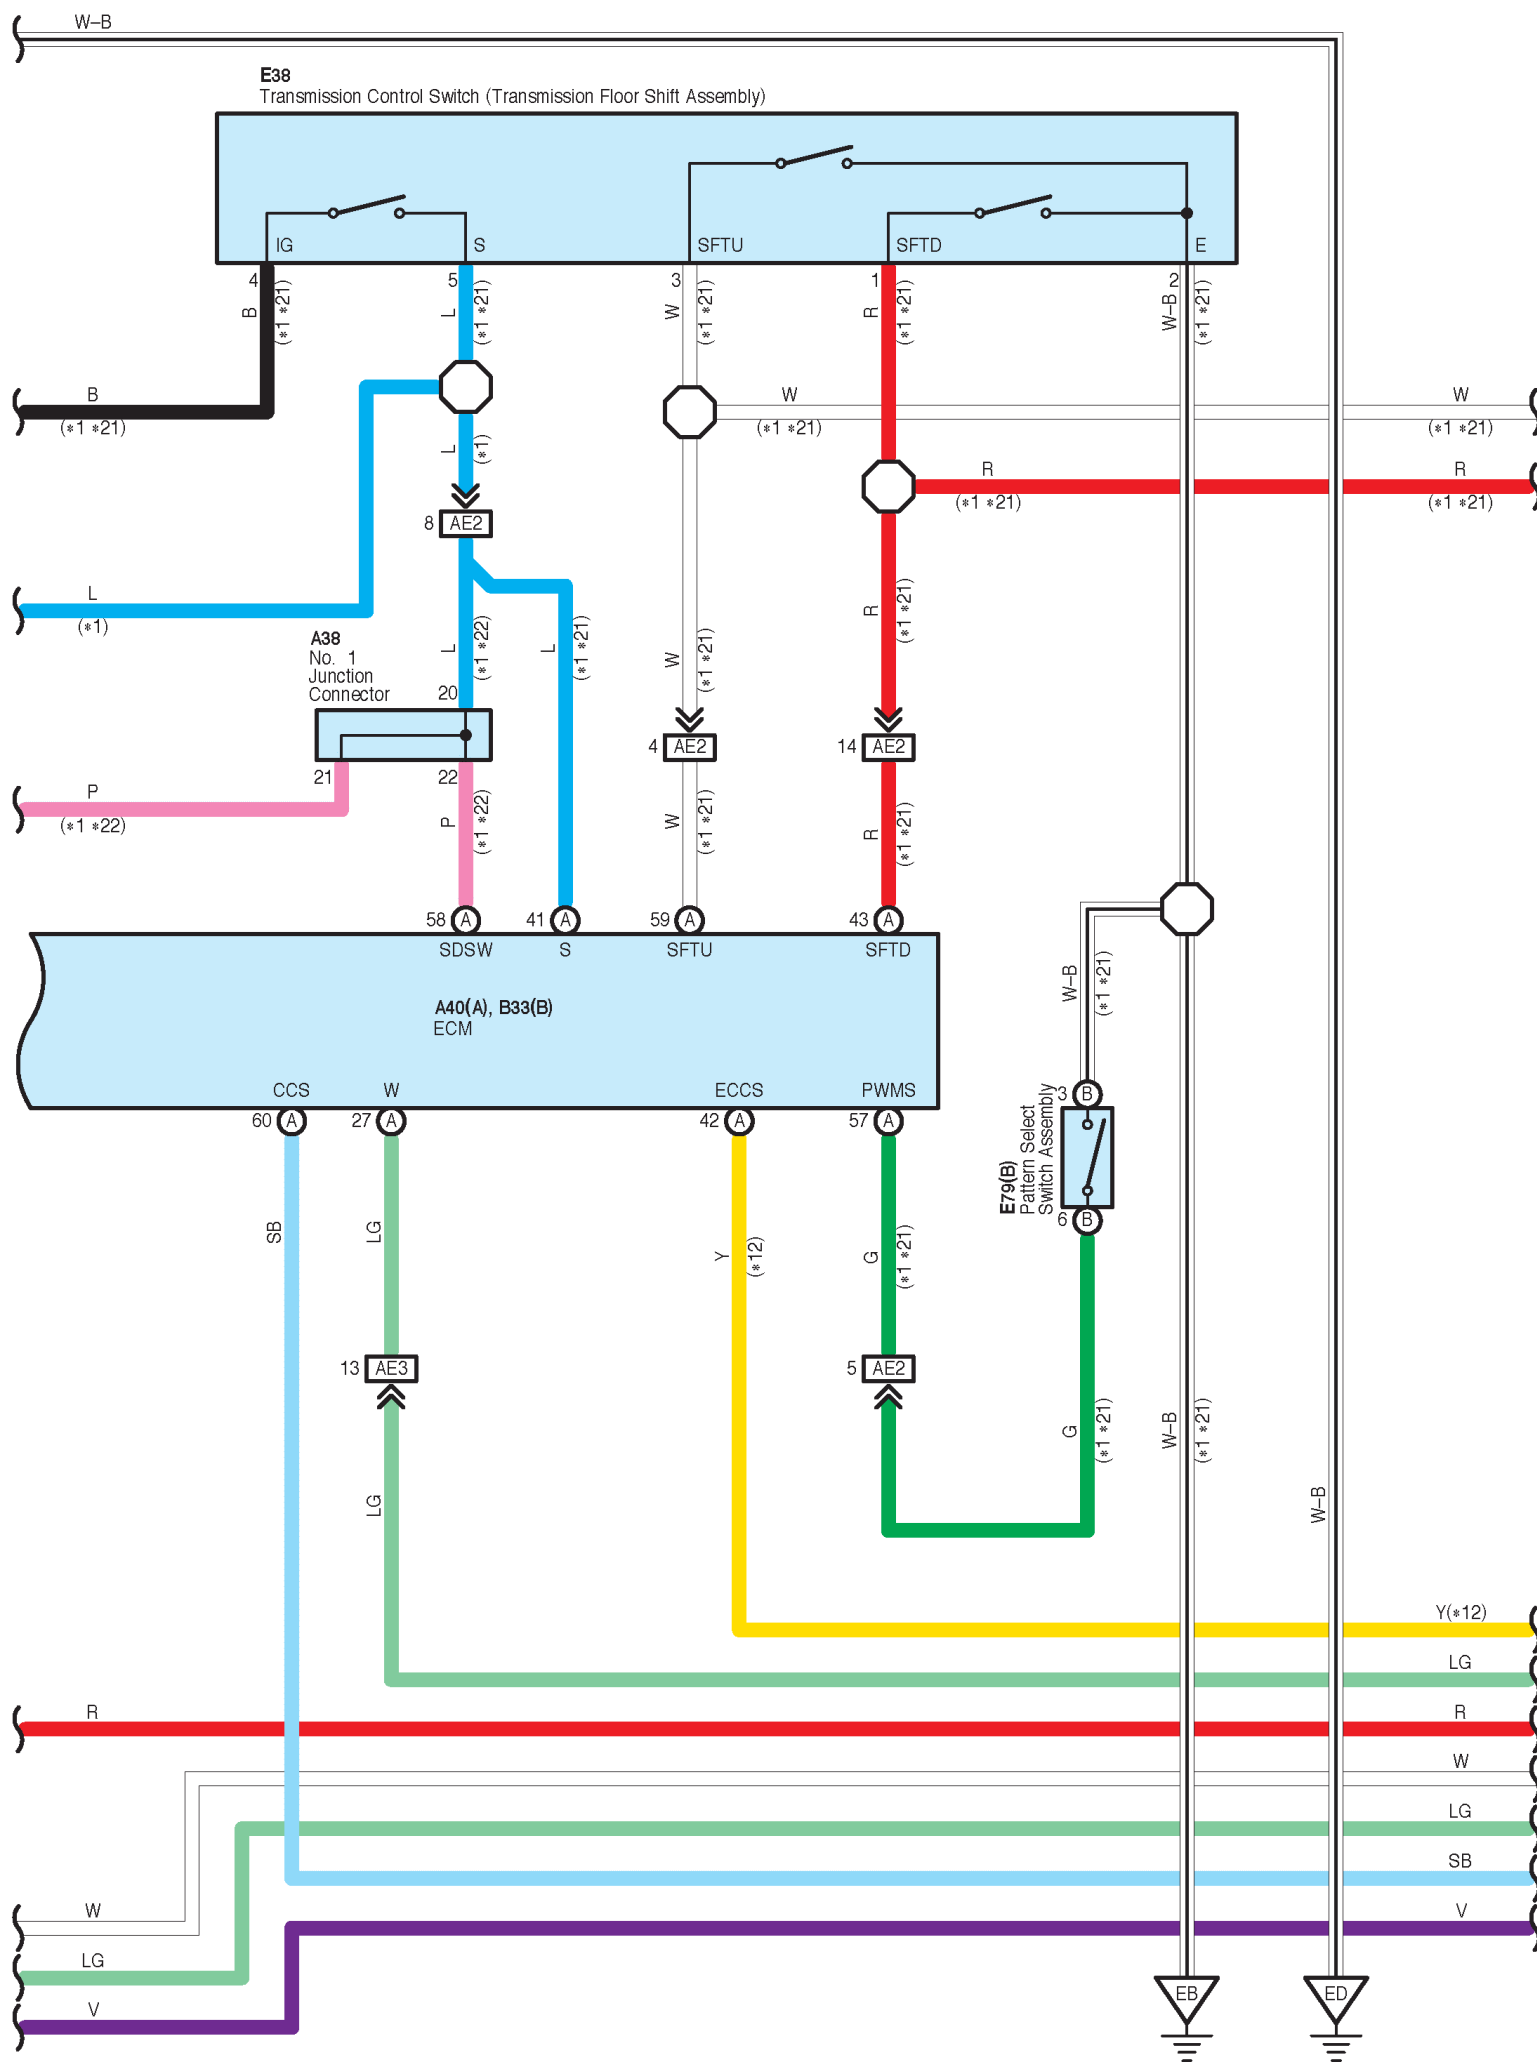 W–B
E38
Transmission Control Switch (Transmission Floor Shift Assembly)
IG
S
SFTU
SFTD
E
4
5
3
1
2
B
(*1 *21)
L
(*1 *21)
W
(*1 *21)
R
(*1 *21)
W–B
(*1 *21)
B
(*1 *21)
W
(*1 *21)
W
(*1 *21)
L
(*1)
R
(*1 *21)
R
(*1 *21)
8
AE2
L
(*1)
R
(*1 *21)
L
(*1 *22)
L
(*1 *21)
W
(*1 *21)
A38
No. 1
Junction
Connector
20
4
AE2
14
AE2
21
22
P
(*1 *22)
P
(*1 *22)
W
(*1 *21)
R
(*1 *21)
58
A
41
A
59
A
43
A
SDSW
S
SFTU
SFTD
W–B
(*1 *21)
A40(A), B33(B)
ECM
CCS
W
ECCS
PWMS
60
A
27
A
42
A
57
A
3
B
E79(B)
Pattern Select
Switch Assembly
6
B
SB
LG
Y
(*12)
G
(*1 *21)
13
AE3
5
AE2
G
(*1 *21)
W–B
(*1 *21)
LG
W–B
Y(*12)
LG
R
R
W
LG
SB
W
V
LG
V
EB
ED